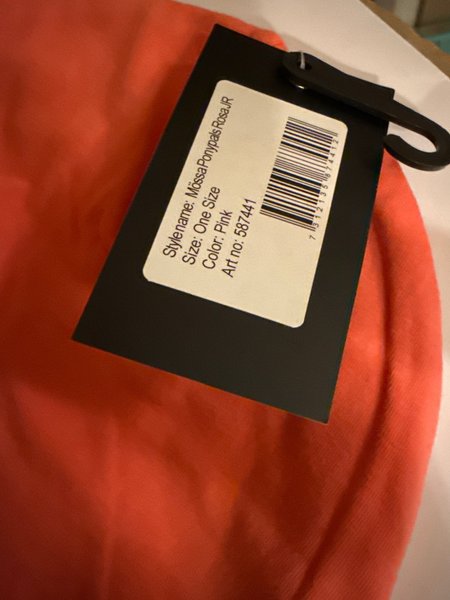 Stylename: Mössa Ponypals Rosa JR
Size: One Size
Color: Pink
Art no: 587441